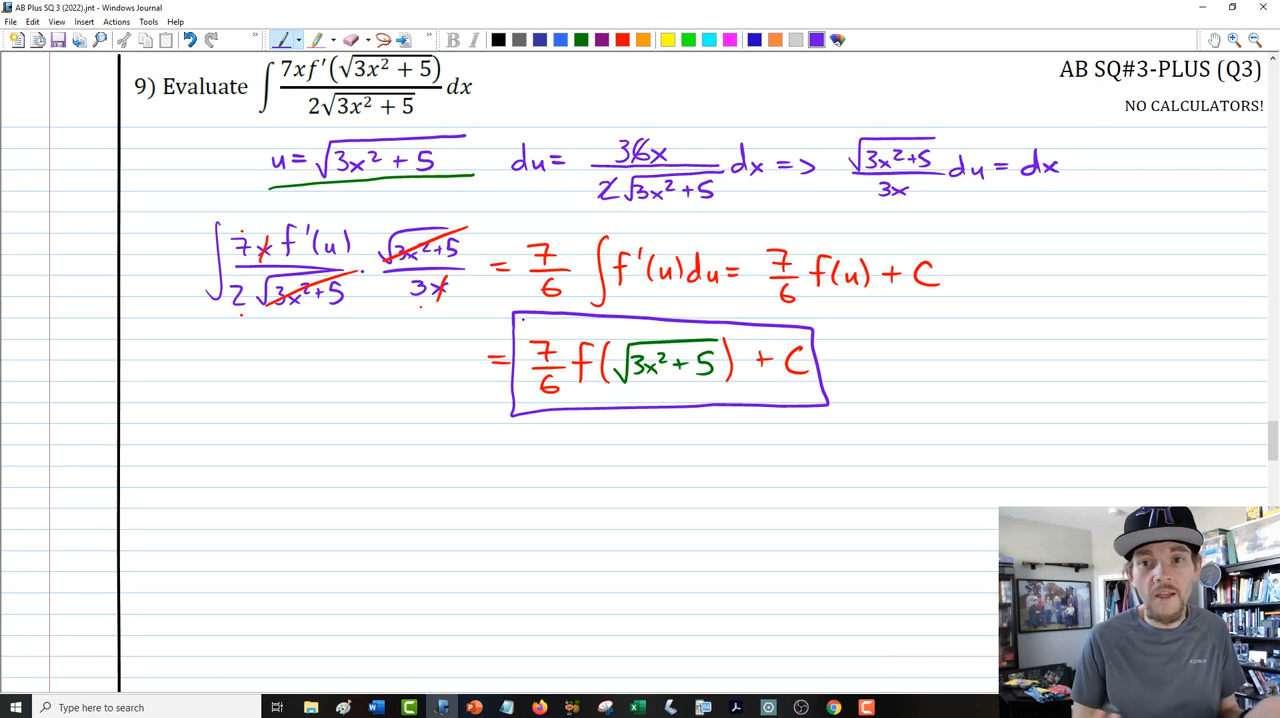 AB Plus SQ 3 (2022).jnt - Windows Journal
File Edit View Insert Actions Tools Help
9) Evaluate ∫ 7xf′(√(3x² + 5)) / 2√(3x² + 5) dx
AB SQ#3-PLUS (Q3)
NO CALCULATORS!
u = √(3x² + 5) du = 3 6x / 2√(3x² + 5) dx => √(3x²+5) / 3x du = dx
∫ 7x f′(u) / 2√(3x²+5) · √(3x²+5) / 3x = 7/6 ∫ f′(u) du = 7/6 f(u) + C
= 7/6 f(√(3x² + 5)) + C
Type here to search